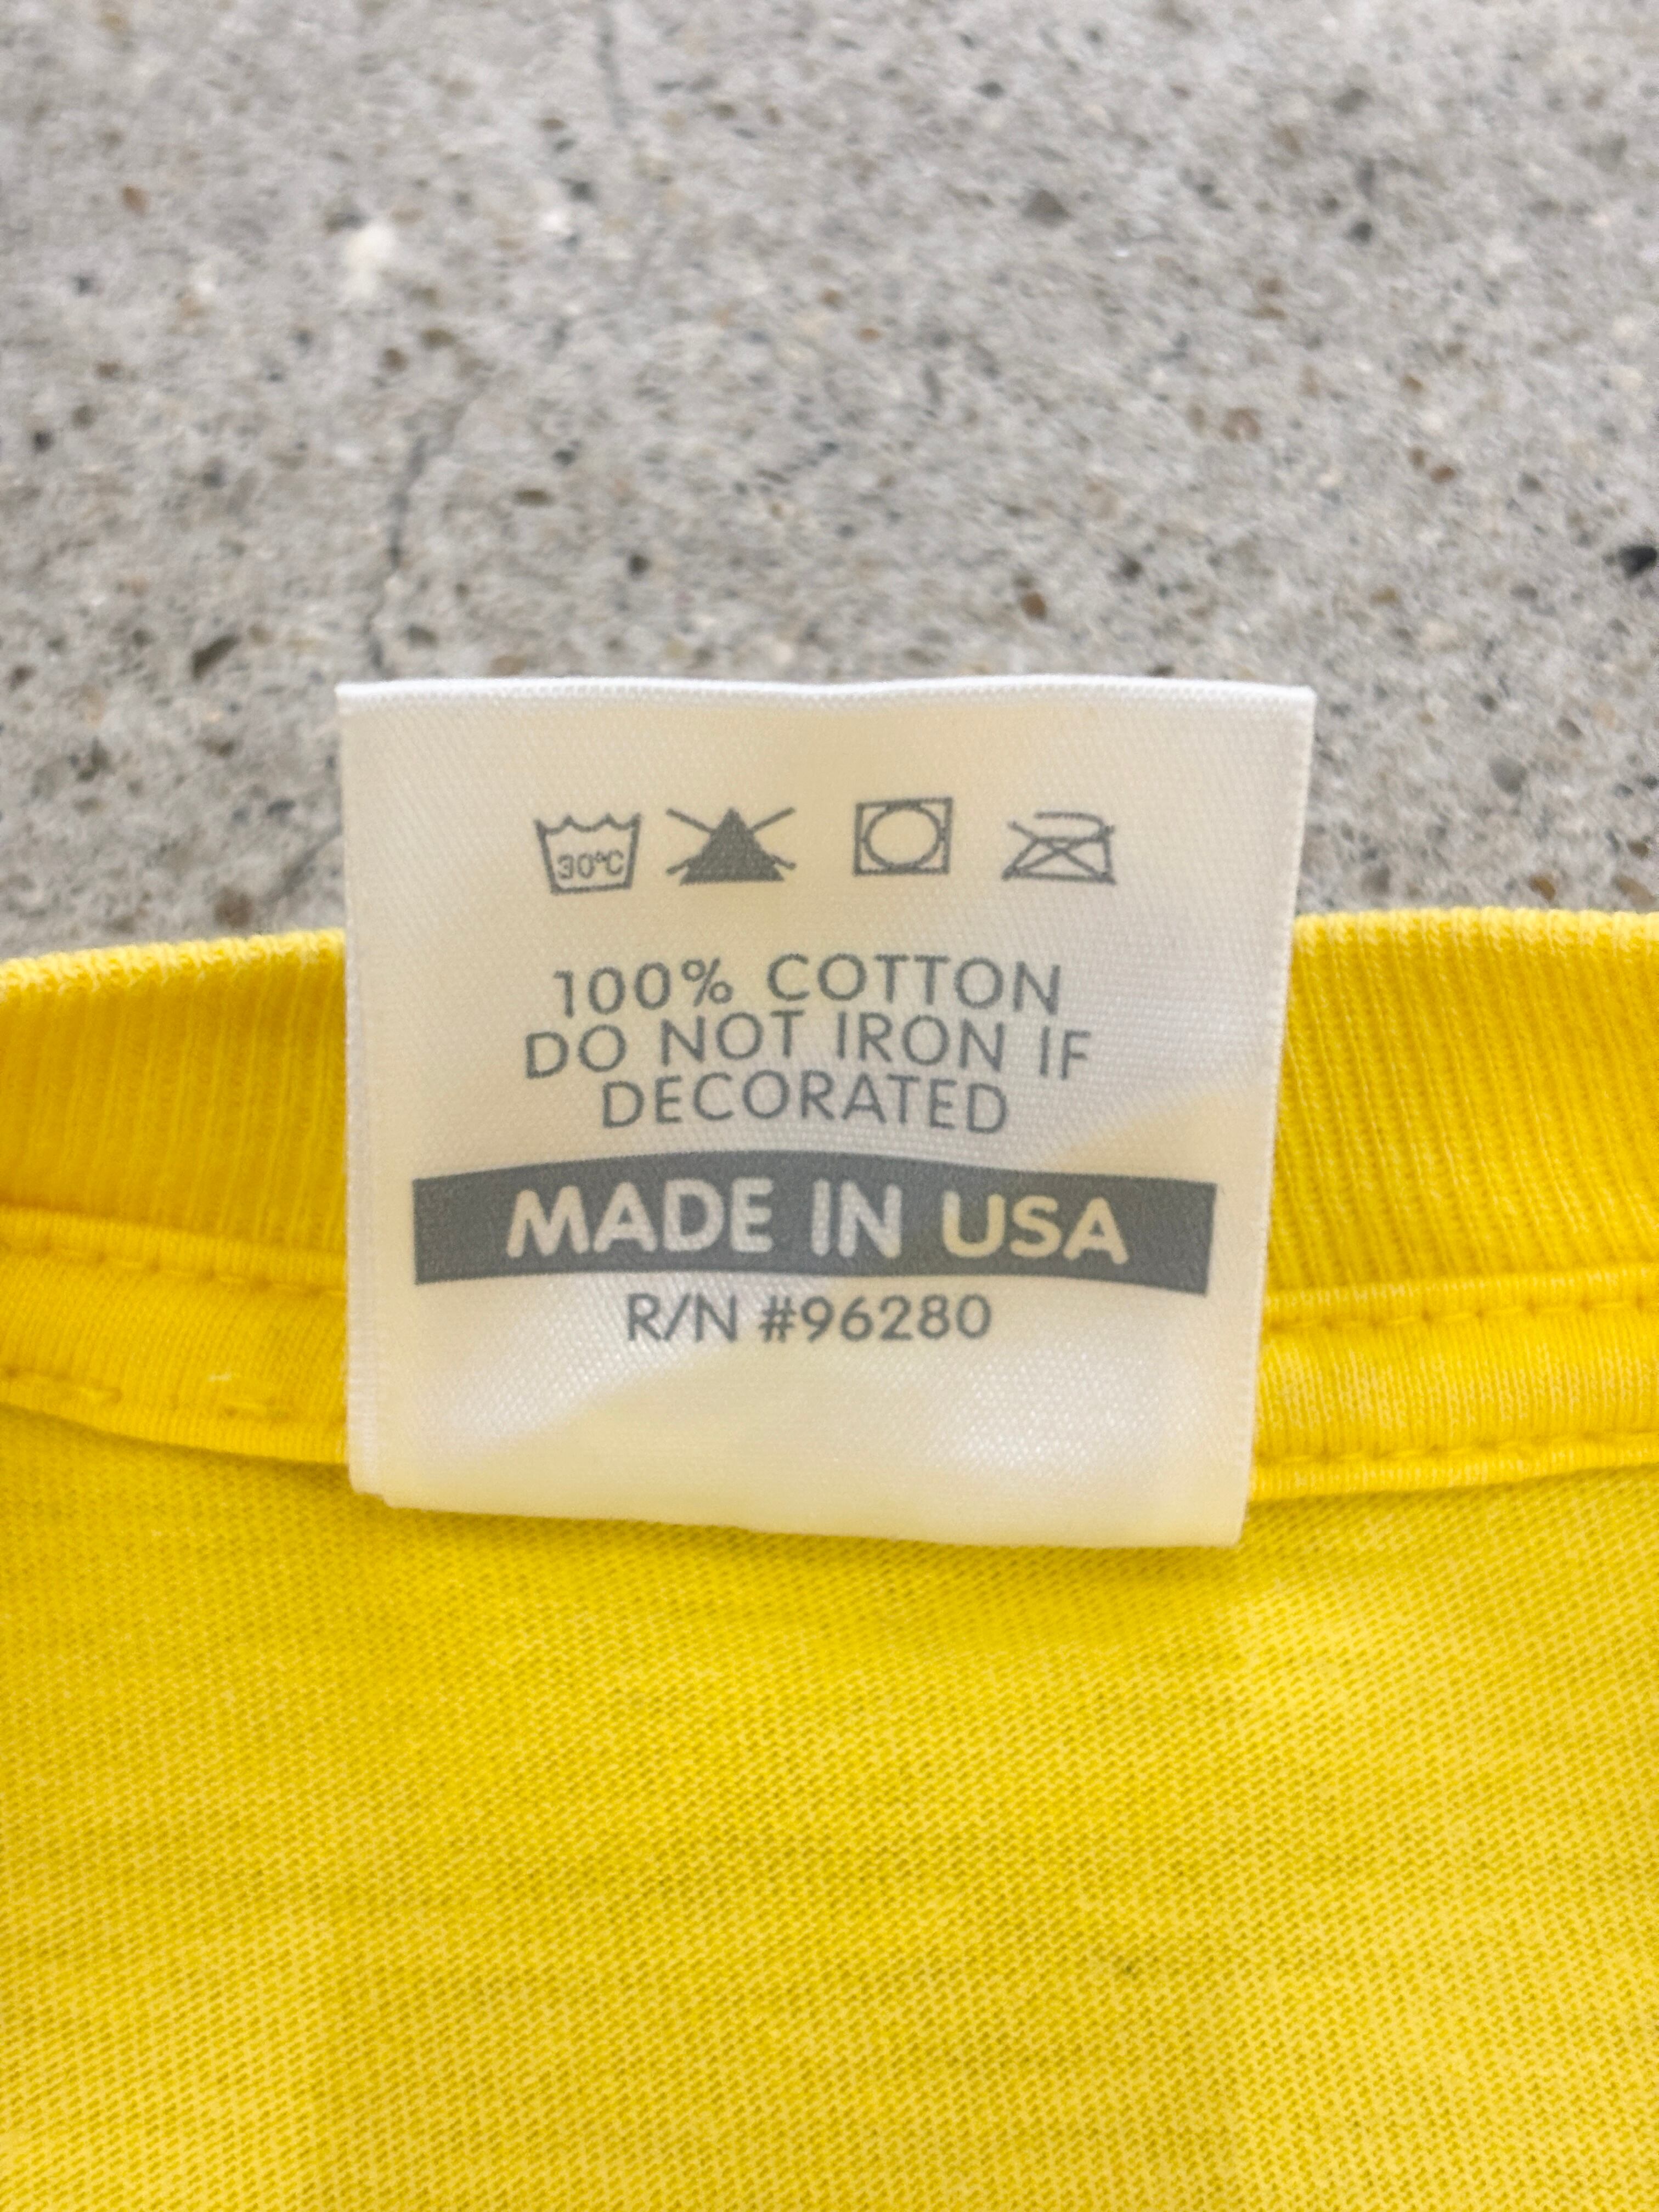 30°C
100% COTTON
DO NOT IRON IF
DECORATED
MADE IN USA
R/N #96280